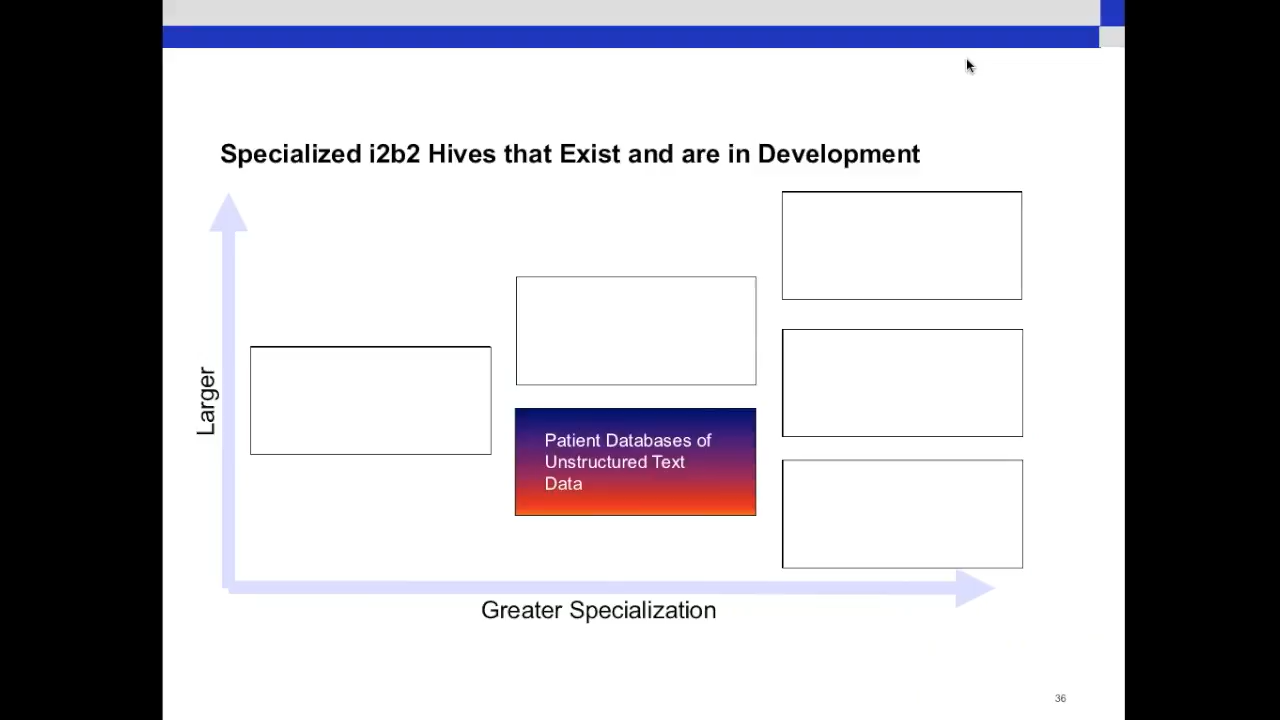 Specialized i2b2 Hives that Exist and are in Development
Larger
Patient Databases of
Unstructured Text
Data
Greater Specialization
36